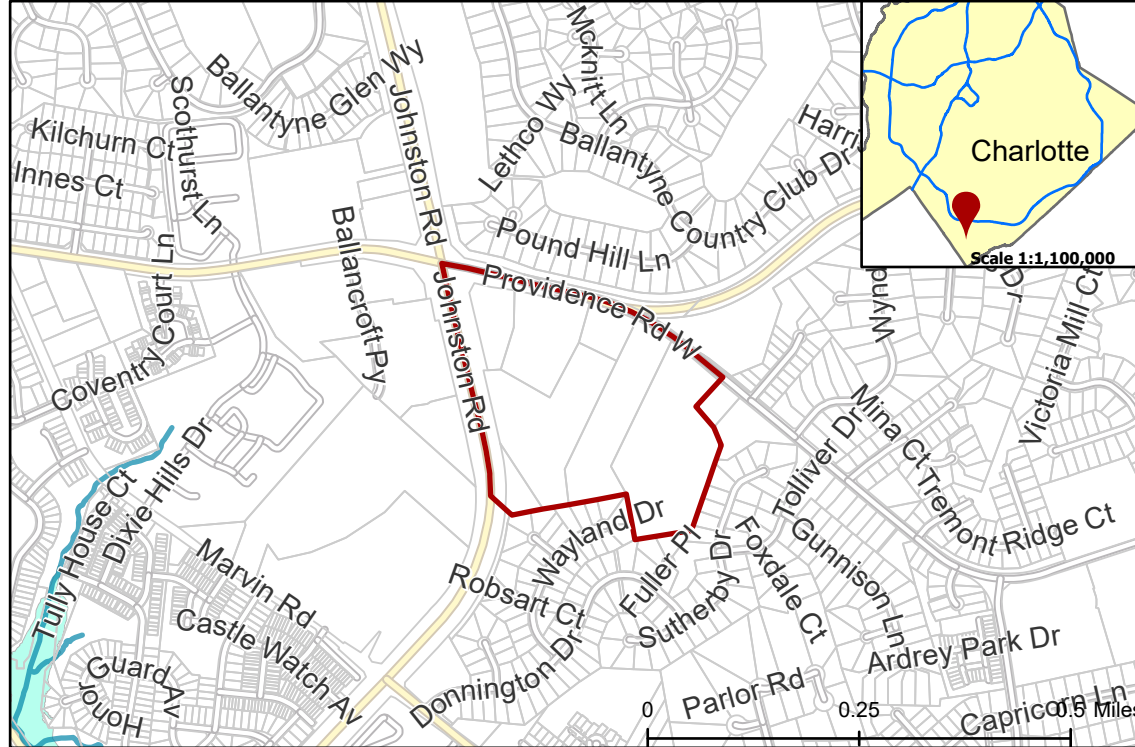 Ballantyne Glen Wy
Scothurst Ln
Kilchurn Ct
Innes Ct
Johnston Rd
Mcknitt Ln
Lethco Wy
Ballantyne Country Club Dr
Harri
Charlotte
Scale 1:1,100,000
Pound Hill Ln
Ballancroft Py
Johnston Rd
Providence Rd W
Coventry Court Ln
Dixie Hills Dr
Tully House Ct
Marvin Rd
Castle Watch Av
Honor Guard Av
Wayland Dr
Robsart Ct
Fuller Pl
Donnington Dr
Sutherby Dr
Foxdale Ct
Tolliver Dr
Gunnison Ln
Mina Ct
Tremont Ridge Ct
Victoria Mill Ct
Dr
Ardrey Park Dr
Parlor Rd
Capricorn Ln
0
0.25
0.5 Miles